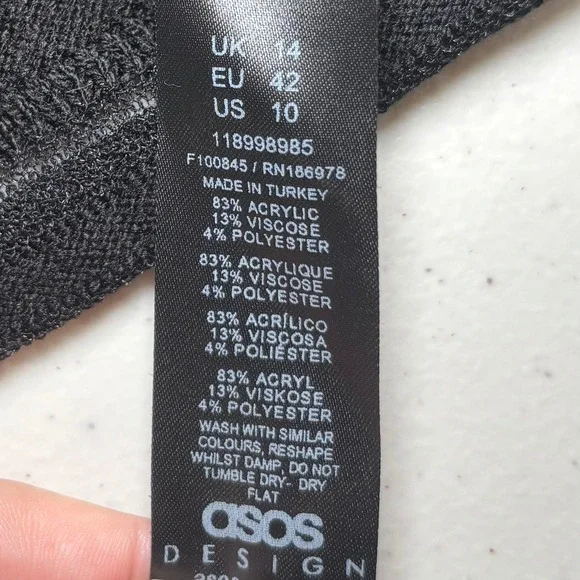 UK 14
EU 42
US 10
118998985
F100845 / RN186978
MADE IN TURKEY
83% ACRYLIC
13% VISCOSE
4% POLYESTER
83% ACRYLIQUE
13% VISCOSE
4% POLYESTER
83% ACRÍLICO
13% VISCOSA
4% POLIÉSTER
83% ACRYL
13% VISKOSE
4% POLYESTER
WASH WITH SIMILAR
COLOURS, RESHAPE
WHILST DAMP, DO NOT
TUMBLE DRY- DRY
FLAT
asos
DESIGN